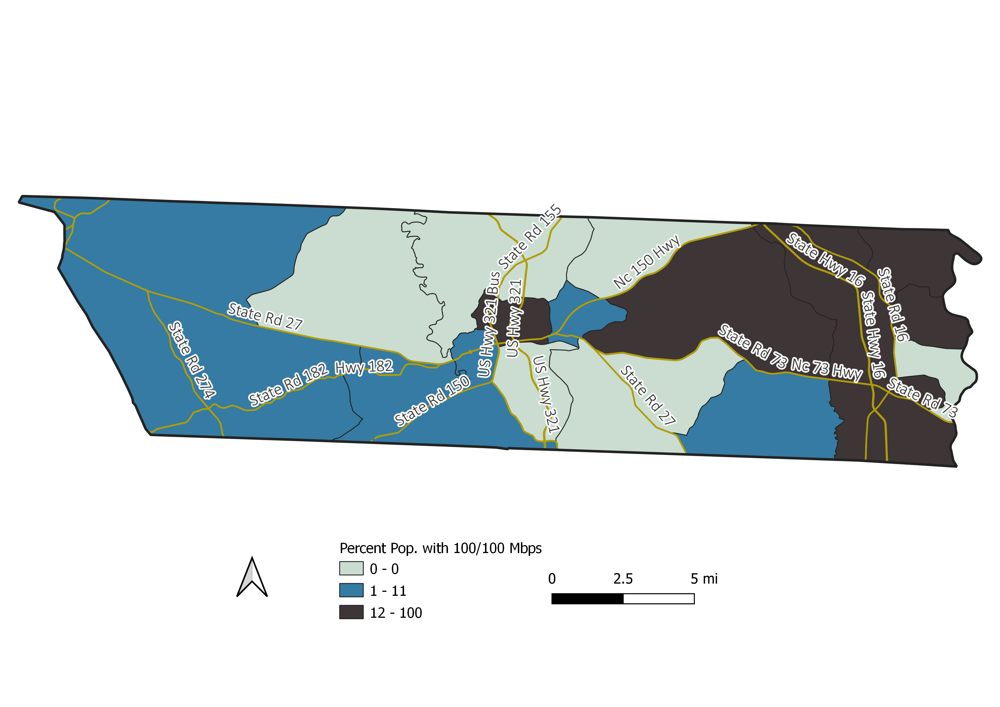 State Rd 155
Nc 150 Hwy
State Hwy 16
State Rd 16
US Hwy 321 Bus
US Hwy 321
State Hwy 16
State Rd 27
State Rd 274
State Rd 73 Nc 73 Hwy
State Rd 182
Hwy 182
US Hwy 321
State Rd 27
State Rd 150
State Rd 73
Percent Pop. with 100/100 Mbps
0 - 0
1 - 11
12 - 100
0 2.5 5 mi